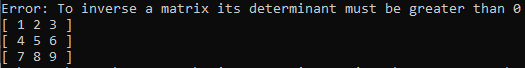 Error: To inverse a matrix its determinant must be greater than 0
[ 1 2 3 ]
[ 4 5 6 ]
[ 7 8 9 ]